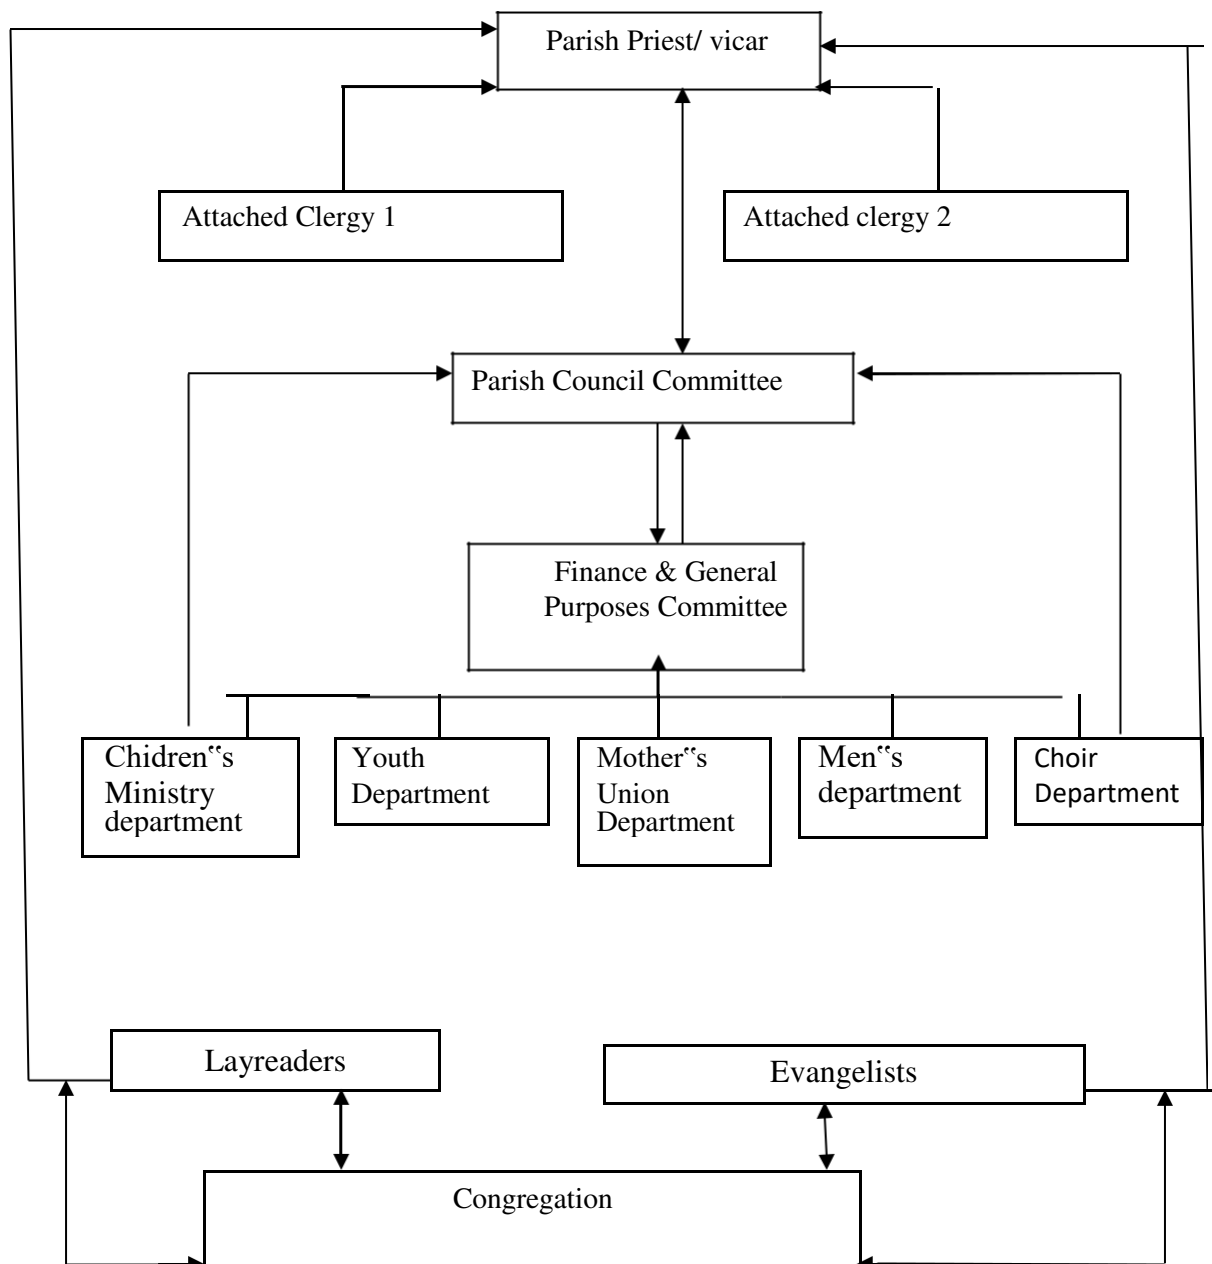 Parish Priest/ vicar
Attached Clergy 1
Attached clergy 2
Parish Council Committee
Finance & General
Purposes Committee
Chidren‟s
Ministry
department
Youth
Department
Mother‟s
Union
Department
Men‟s
department
Choir
Department
Layreaders
Evangelists
Congregation